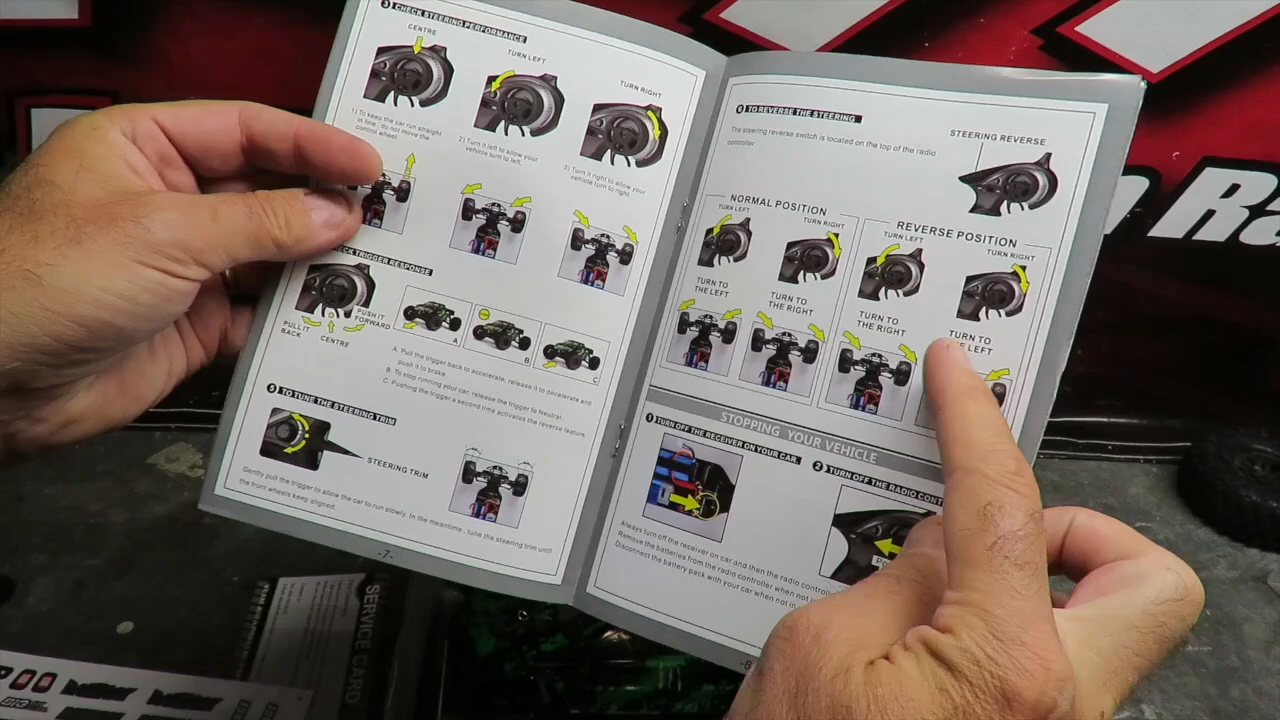 3 CHECK STEERING PERFORMANCE
CENTRE
TURN LEFT
TURN RIGHT
1) To keep the car run straight
in line, do not move the
control wheel.
2) Turn it left to allow your
vehicle turn to left.
3) Turn it right to allow your
vehicle turn to right.
CHECK TRIGGER RESPONSE
PULL IT
BACK
CENTRE
PUSH IT
FORWARD
A
B
C
A. Pull the trigger back to accelerate, release it to decelerate and
push it to brake.
B. To stop running your car, release the trigger to Neutral.
C. Pushing the trigger a second time activates the reverse feature.
5 TO TUNE THE STEERING TRIM
STEERING TRIM
Gently pull the trigger to allow the car to run slowly. In the meantime, tune the steering trim until
the front wheels keep aligned.
-7-
6 TO REVERSE THE STEERING
The steering reverse switch is located on the top of the radio
controller
STEERING REVERSE
NORMAL POSITION
TURN LEFT
TURN RIGHT
TURN TO
THE LEFT
TURN TO
THE RIGHT
REVERSE POSITION
TURN LEFT
TURN RIGHT
TURN TO
THE RIGHT
TURN TO
LEFT
STOPPING YOUR VEHICLE
1 TURN OFF THE RECEIVER ON YOUR CAR.
2 TURN OFF THE RADIO CONT
Always turn off the receiver on car and then the radio controll
Remove the batteries from the radio controller when not in
Disconnect the battery pack with your car when not in
-8
SERVICE CARD